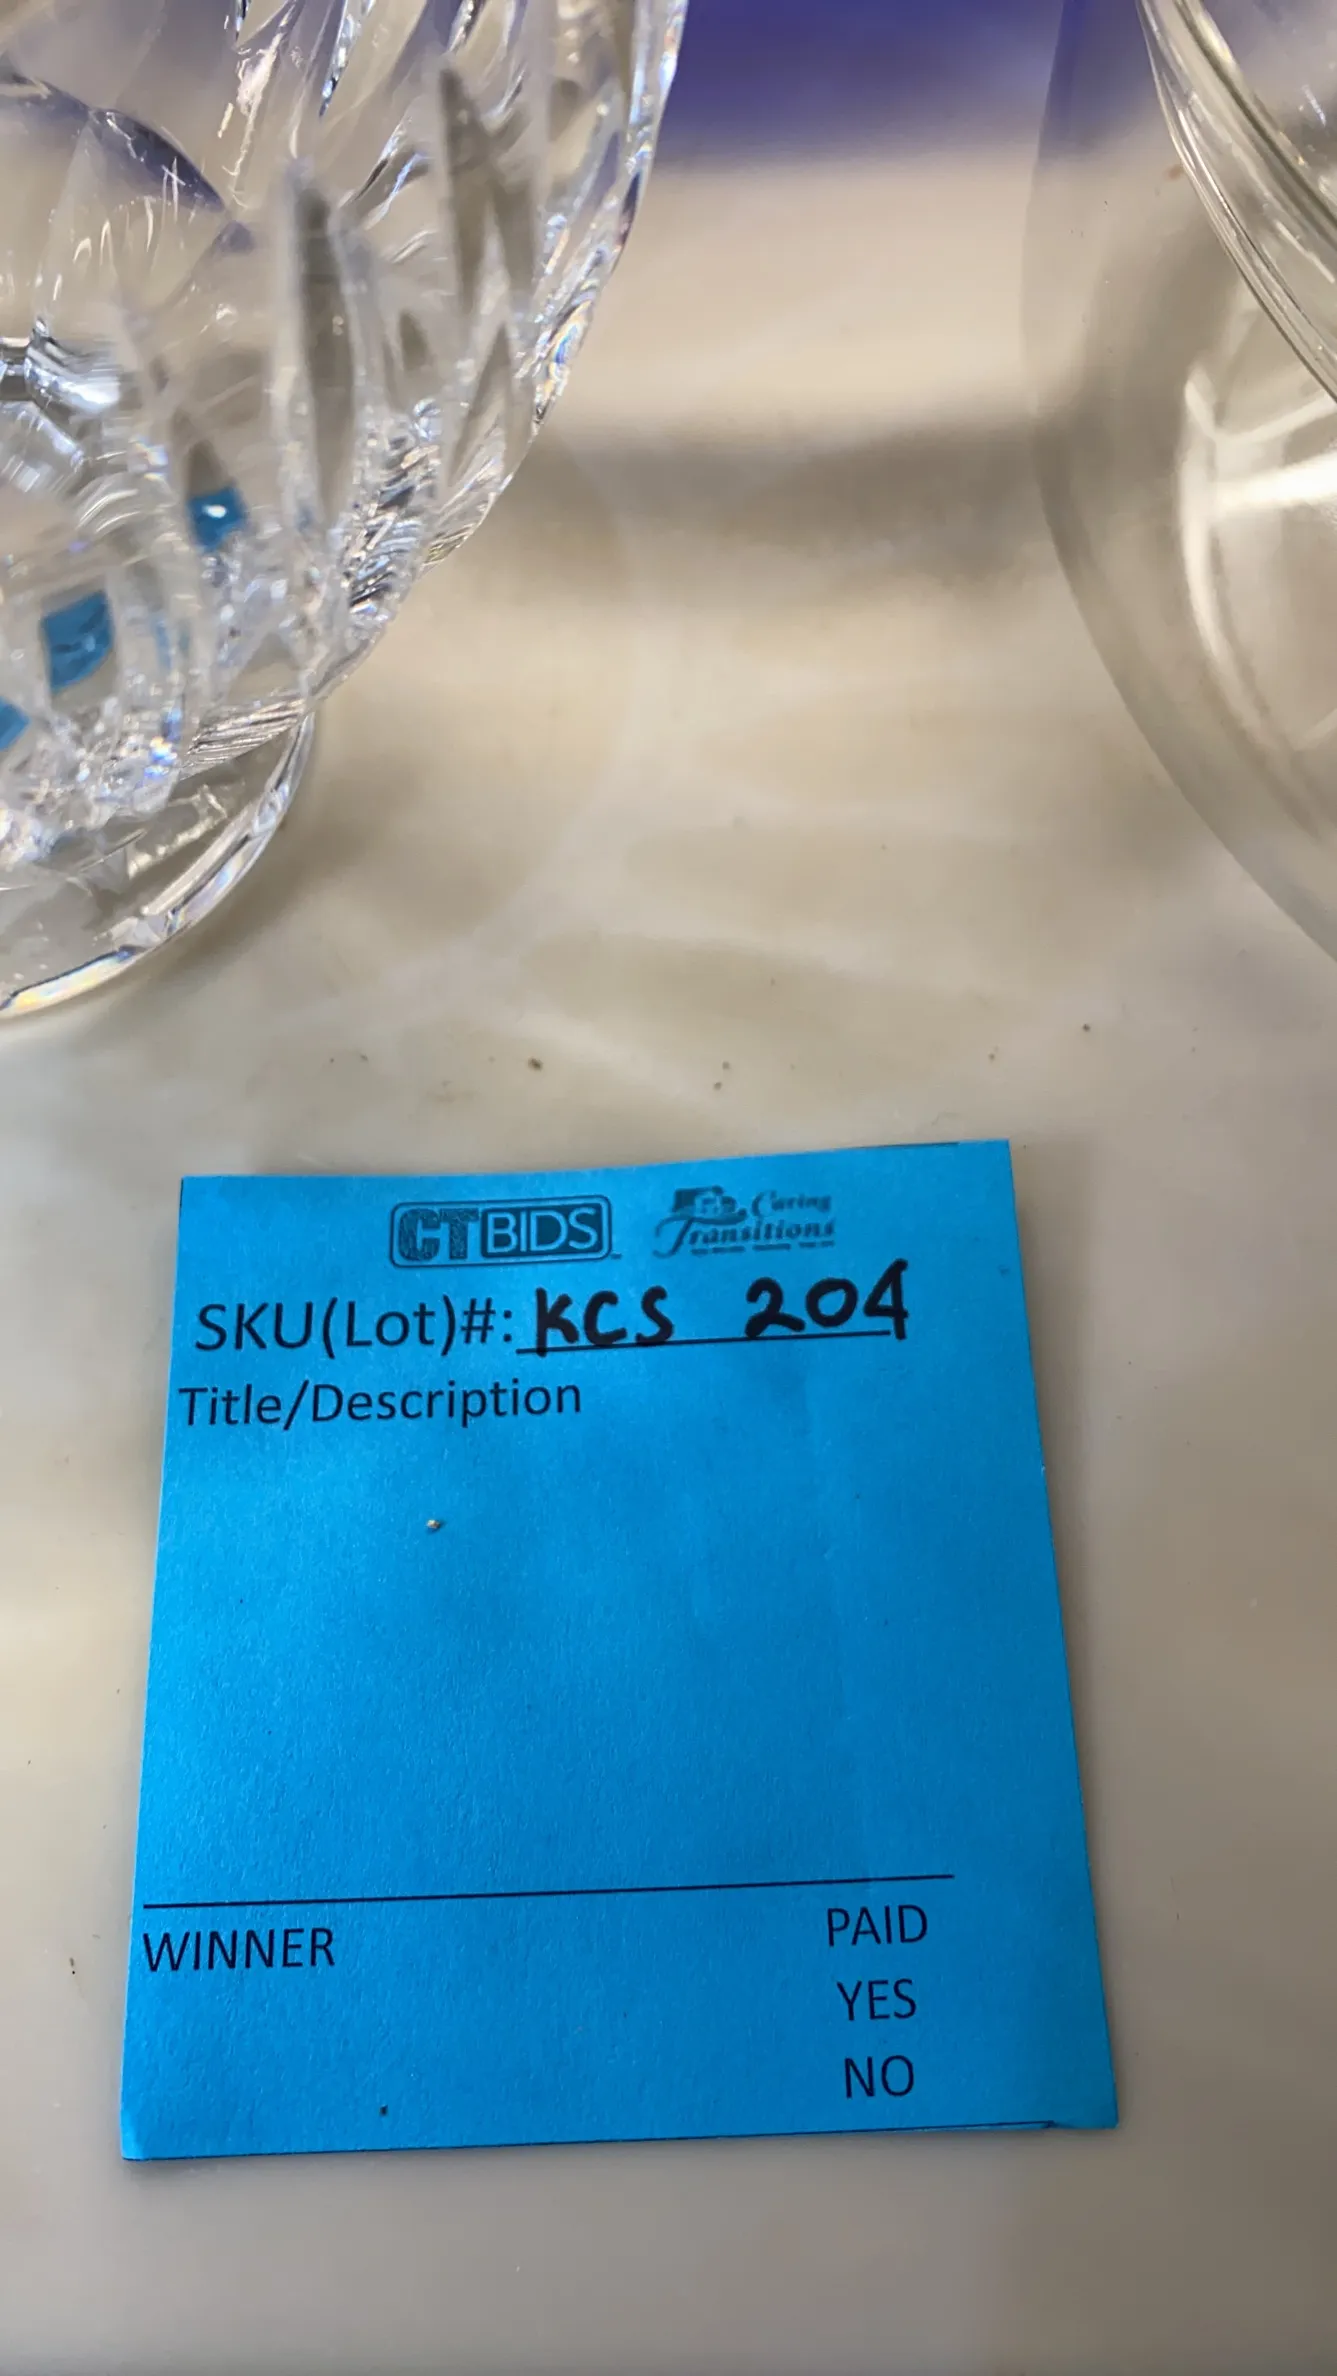 CTBIDS Caring
Transitions
SKU(Lot)#: KCS 204
Title/Description
WINNER PAID
YES
NO